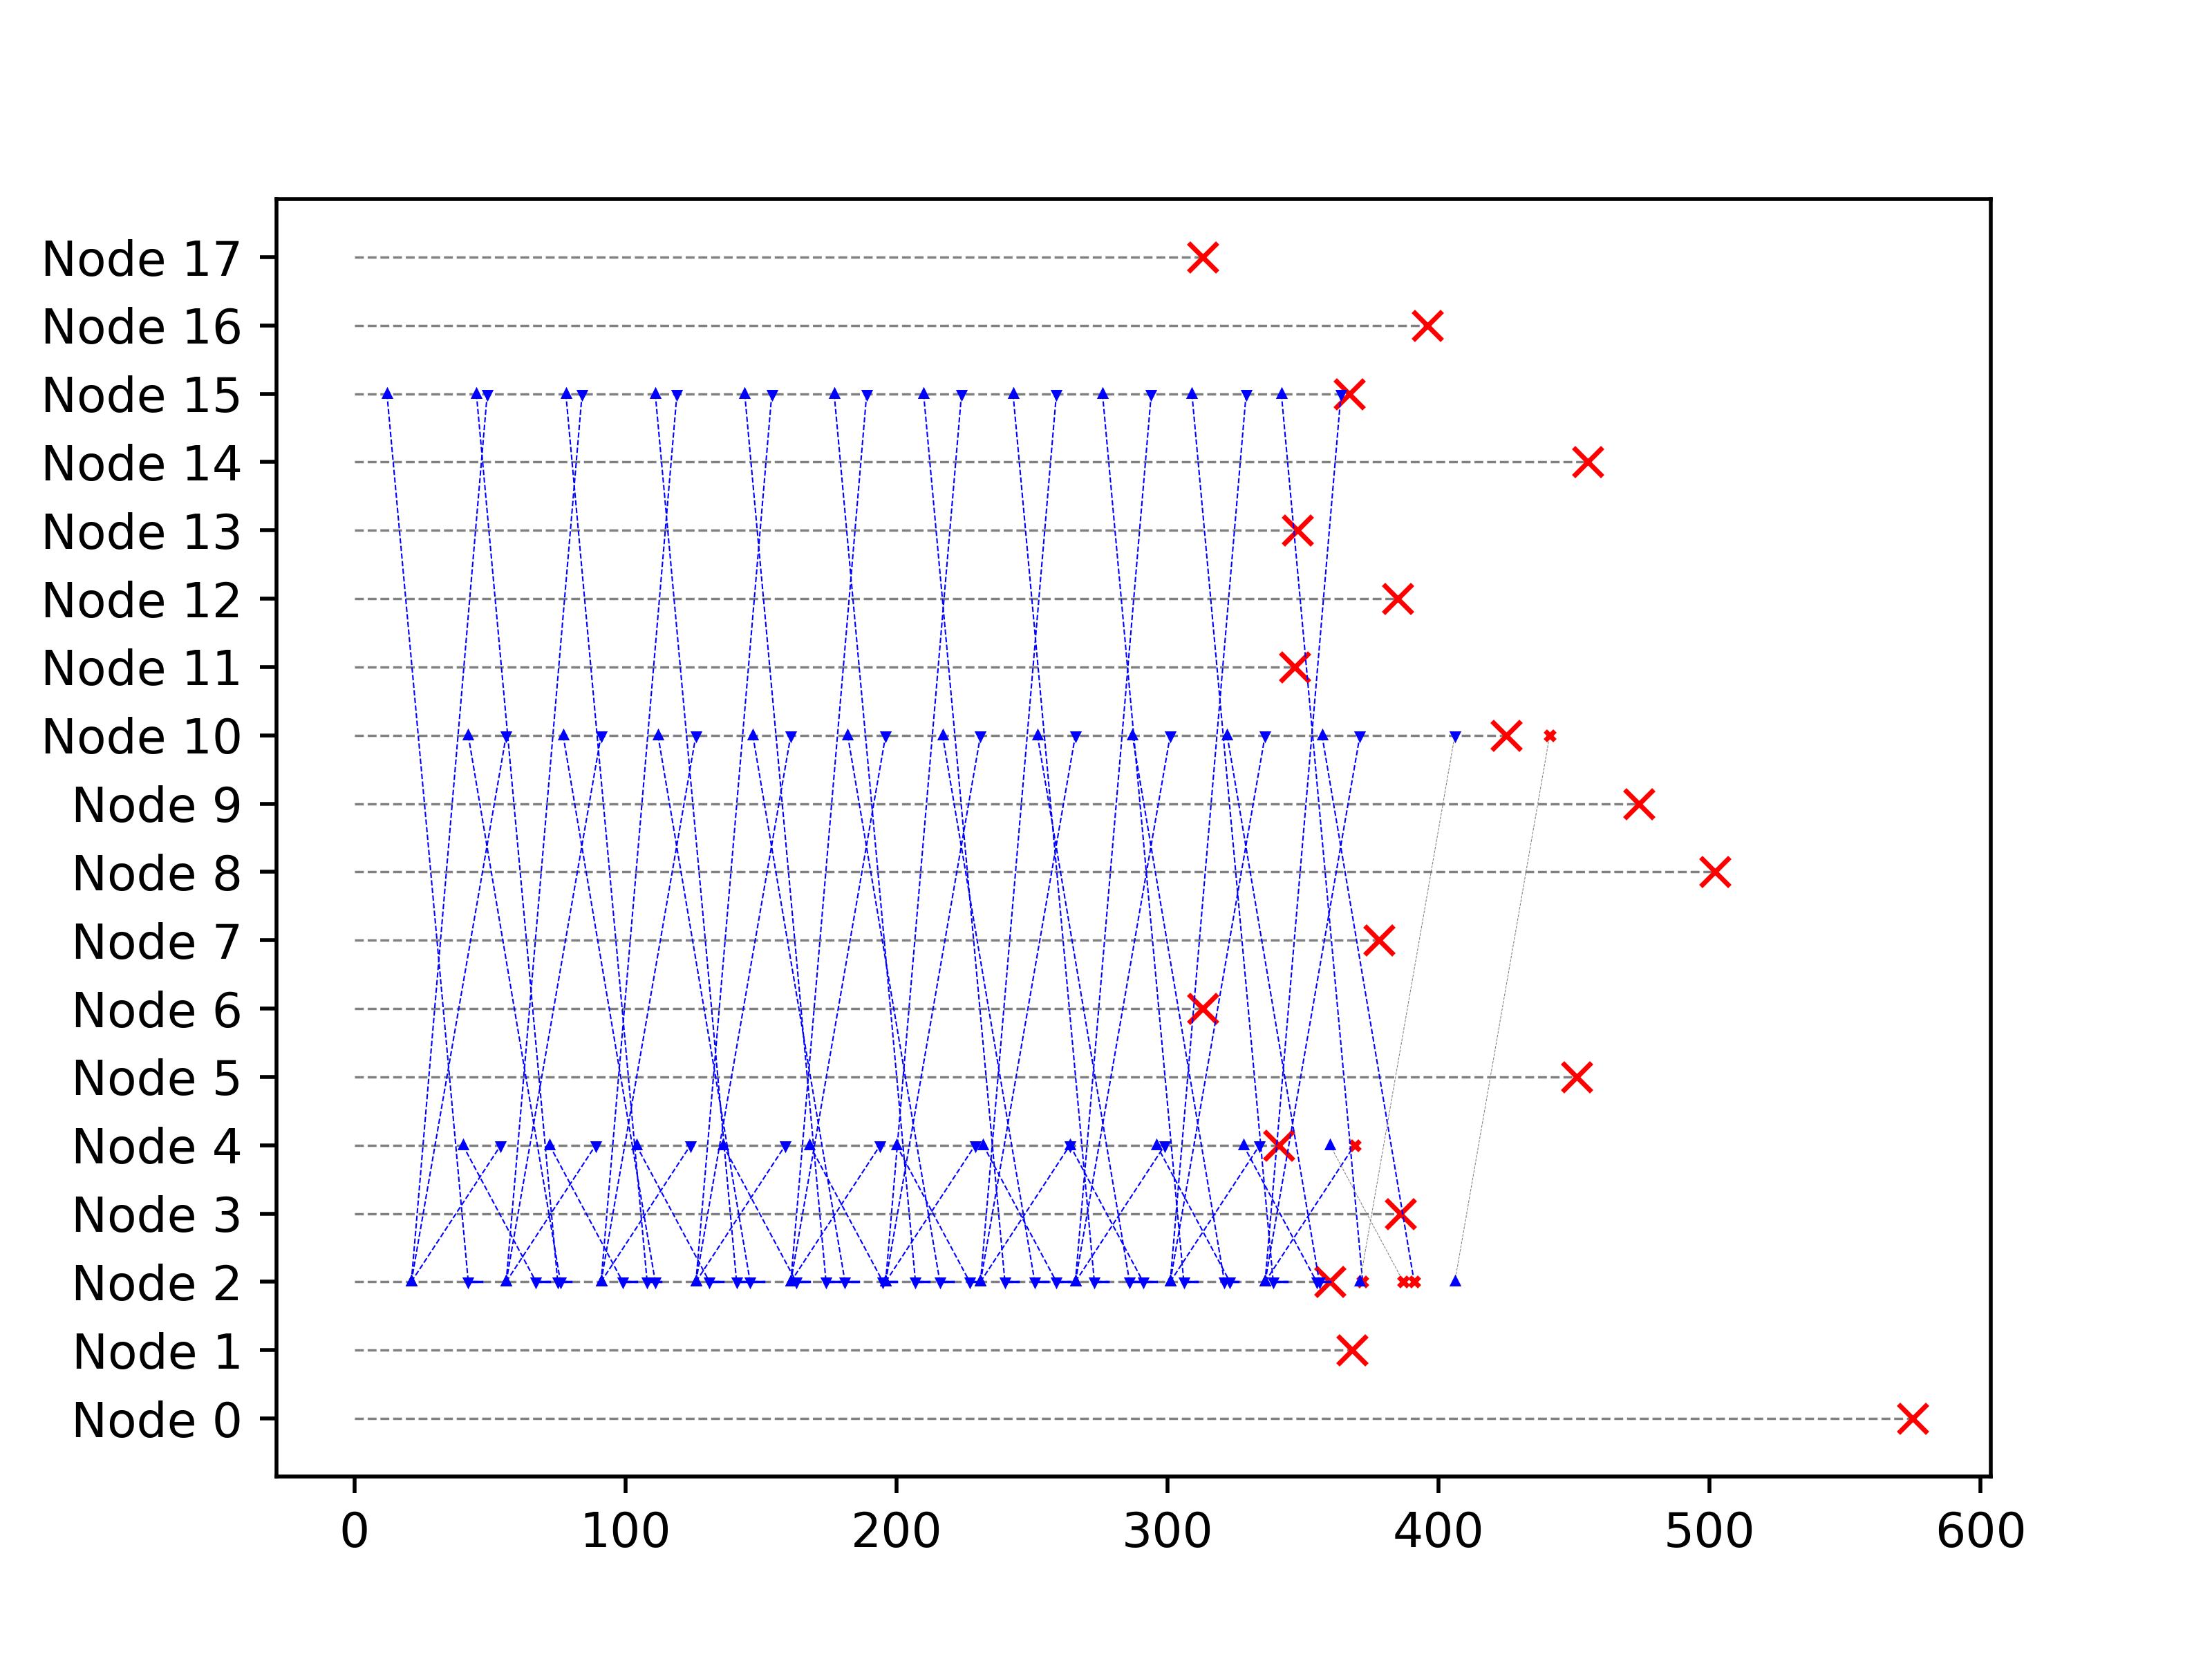 Node 17
Node 16
Node 15
Node 14
Node 13
Node 12
Node 11
Node 10
Node 9
Node 8
Node 7
Node 6
Node 5
Node 4
Node 3
Node 2
Node 1
Node 0
0 100 200 300 400 500 600